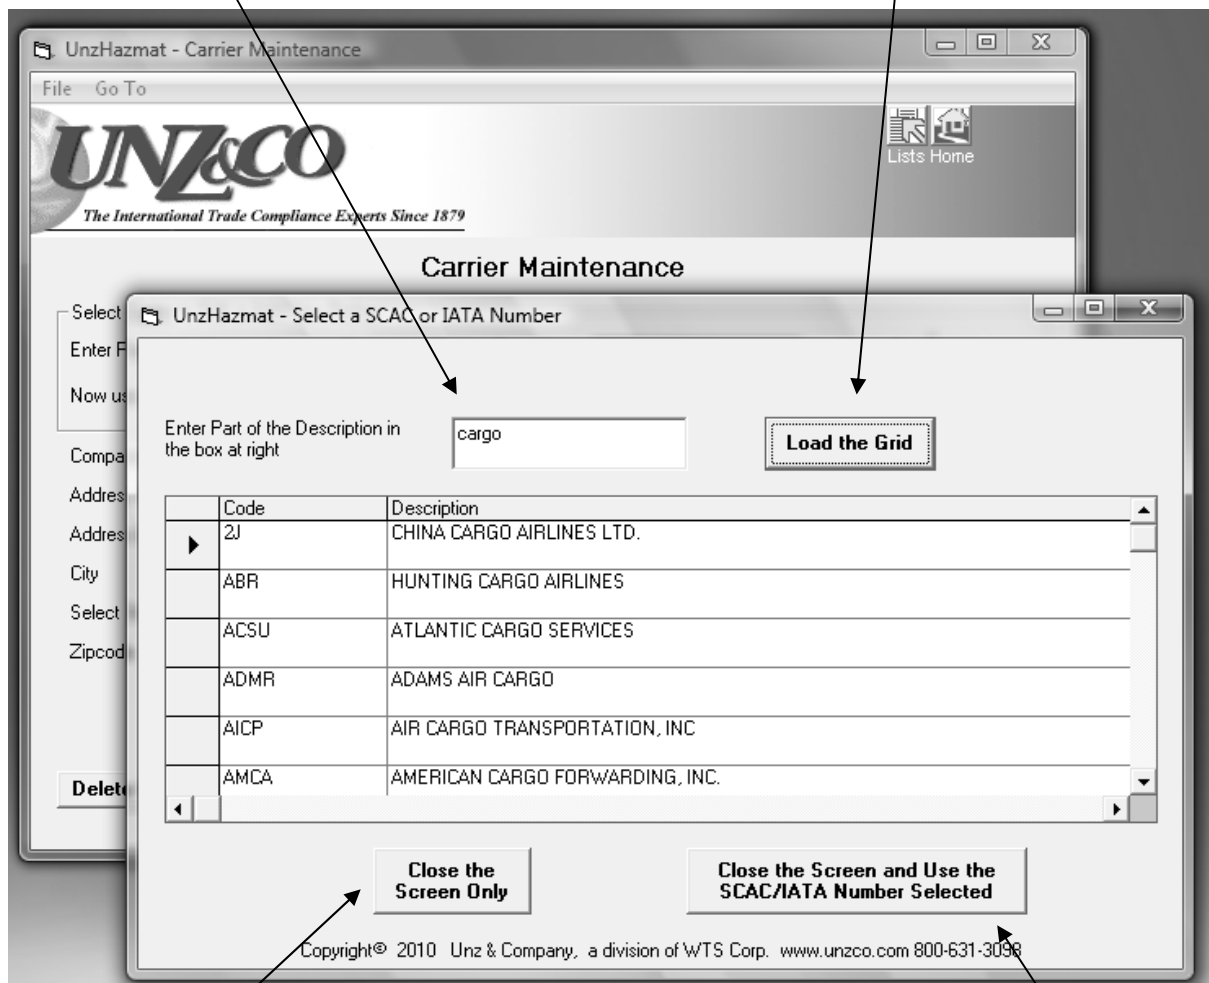 UnzHazmat - Carrier Maintenance
File Go To
UNZ&CO
The International Trade Compliance Experts Since 1879
Lists Home
Carrier Maintenance
Select
Enter F
Now us
Compa
Addres
Addres
City
Select
Zipcod
Delet
UnzHazmat - Select a SCAC or IATA Number
Enter Part of the Description in
the box at right
cargo
Load the Grid
Code Description
2J CHINA CARGO AIRLINES LTD.
ABR HUNTING CARGO AIRLINES
ACSU ATLANTIC CARGO SERVICES
ADMR ADAMS AIR CARGO
AICP AIR CARGO TRANSPORTATION, INC
AMCA AMERICAN CARGO FORWARDING, INC.
Close the
Screen Only
Close the Screen and Use the
SCAC/IATA Number Selected
Copyright© 2010 Unz & Company, a division of WTS Corp. www.unzco.com 800-631-3098